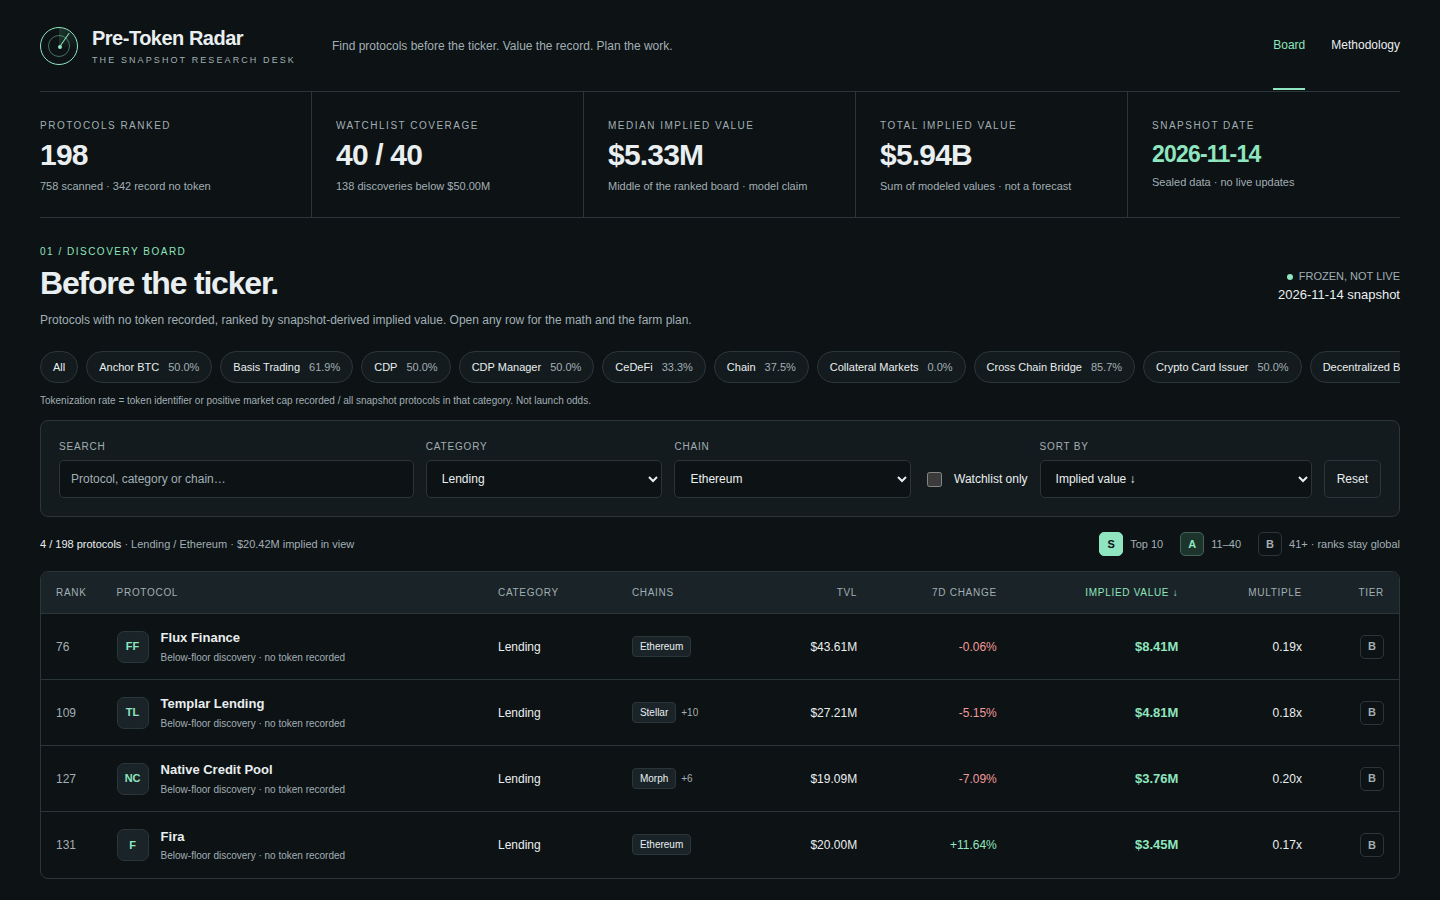 Pre-Token Radar
THE SNAPSHOT RESEARCH DESK
Find protocols before the ticker. Value the record. Plan the work.
Board Methodology
PROTOCOLS RANKED
198
758 scanned · 342 record no token
WATCHLIST COVERAGE
40 / 40
138 discoveries below $50.00M
MEDIAN IMPLIED VALUE
$5.33M
Middle of the ranked board · model claim
TOTAL IMPLIED VALUE
$5.94B
Sum of modeled values · not a forecast
SNAPSHOT DATE
2026-11-14
Sealed data · no live updates
01 / DISCOVERY BOARD
Before the ticker.
Protocols with no token recorded, ranked by snapshot-derived implied value. Open any row for the math and the farm plan.
FROZEN, NOT LIVE
2026-11-14 snapshot
All Anchor BTC 50.0% Basis Trading 61.9% CDP 50.0% CDP Manager 50.0% CeDeFi 33.3% Chain 37.5% Collateral Markets 0.0% Cross Chain Bridge 85.7% Crypto Card Issuer 50.0% Decentralized B
Tokenization rate = token identifier or positive market cap recorded / all snapshot protocols in that category. Not launch odds.
SEARCH CATEGORY CHAIN SORT BY
Protocol, category or chain… Lending Ethereum Watchlist only Implied value ↓ Reset
4 / 198 protocols · Lending / Ethereum · $20.42M implied in view
S Top 10 A 11–40 B 41+ · ranks stay global
RANK PROTOCOL CATEGORY CHAINS TVL 7D CHANGE IMPLIED VALUE ↓ MULTIPLE TIER
76 FF Flux Finance Lending Ethereum $43.61M -0.06% $8.41M 0.19x B
Below-floor discovery · no token recorded
109 TL Templar Lending Lending Stellar +10 $27.21M -5.15% $4.81M 0.18x B
Below-floor discovery · no token recorded
127 NC Native Credit Pool Lending Morph +6 $19.09M -7.09% $3.76M 0.20x B
Below-floor discovery · no token recorded
131 F Fira Lending Ethereum $20.00M +11.64% $3.45M 0.17x B
Below-floor discovery · no token recorded